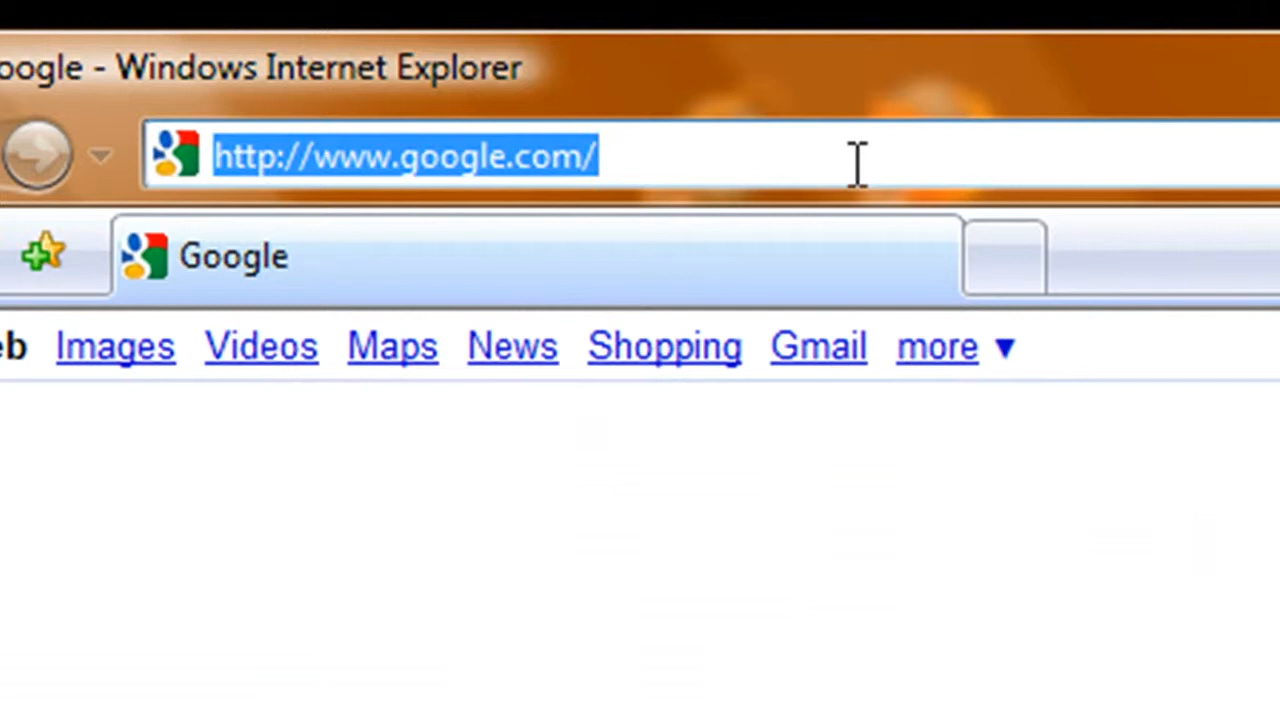 oogle - Windows Internet Explorer
http://www.google.com/
Google
eb Images Videos Maps News Shopping Gmail more ▼